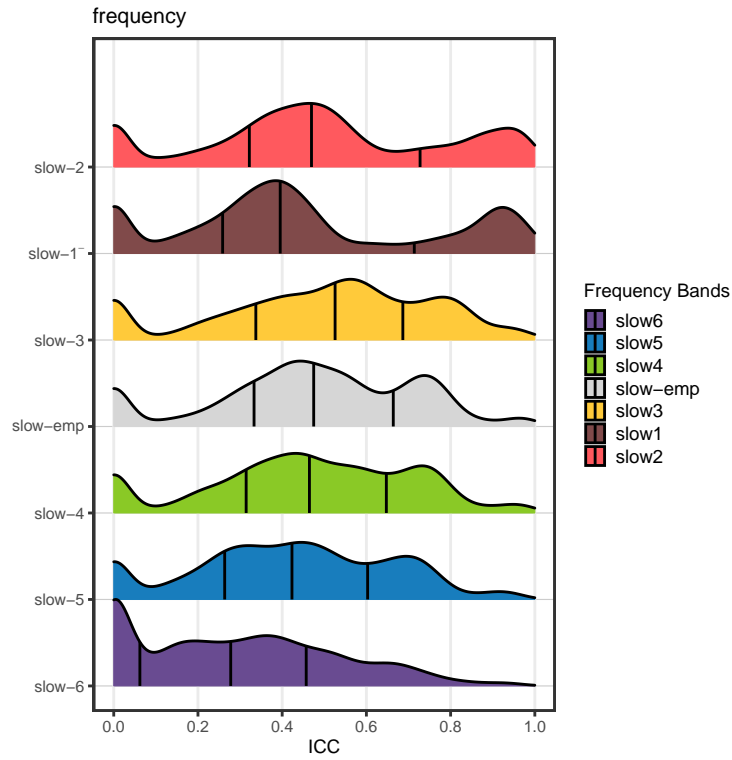 frequency
slow−2
slow−1−
slow−3
slow−emp
slow−4
slow−5
slow−6
0.0 0.2 0.4 0.6 0.8 1.0
ICC
Frequency Bands
slow6
slow5
slow4
slow−emp
slow3
slow1
slow2